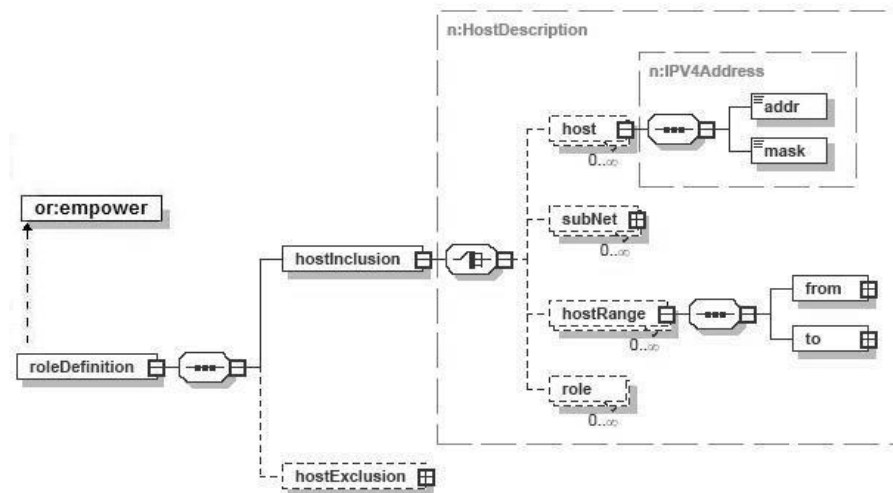 n:HostDescription
n:IPV4Address
addr
host
mask
0..∞
or:empower
subNet
0..∞
hostInclusion
from
hostRange
to
0..∞
roleDefinition
role
0..∞
hostExclusion